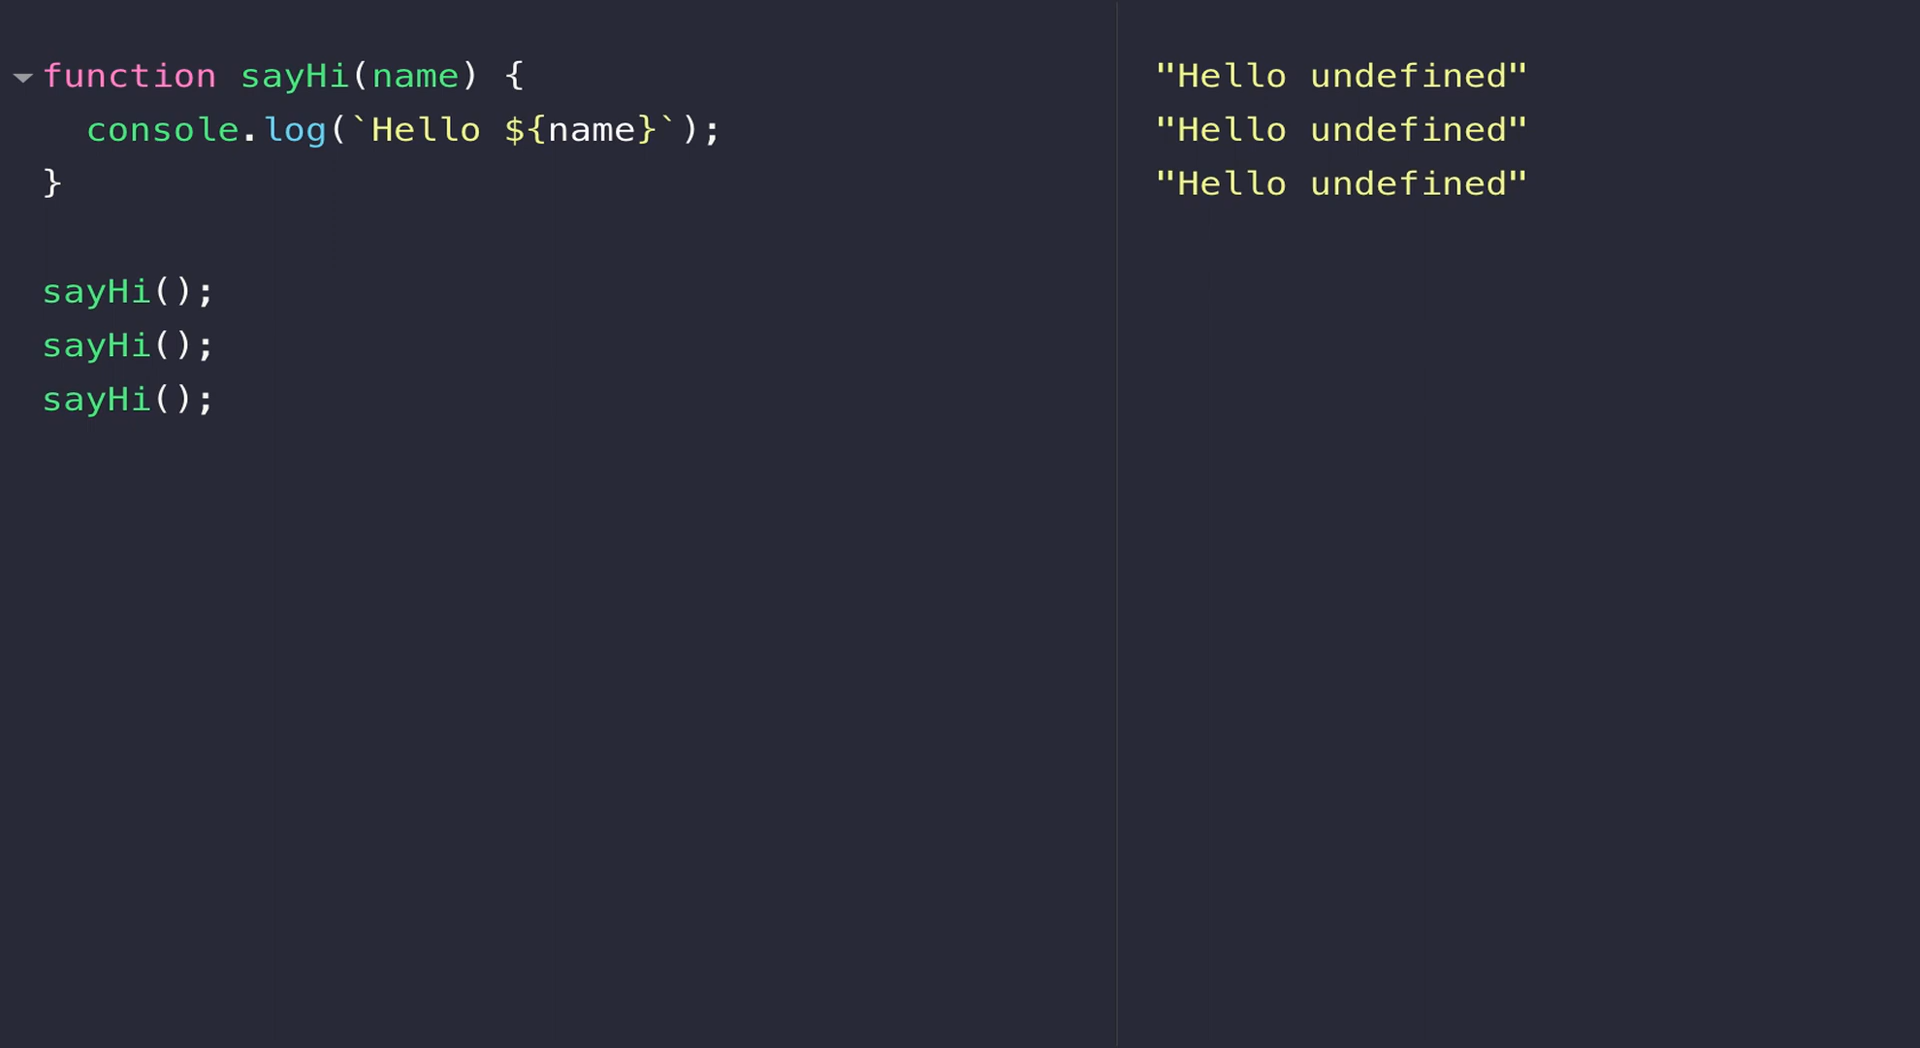 function sayHi(name) {
  console.log(`Hello ${name}`);
}
sayHi();
sayHi();
sayHi();
"Hello undefined"
"Hello undefined"
"Hello undefined"